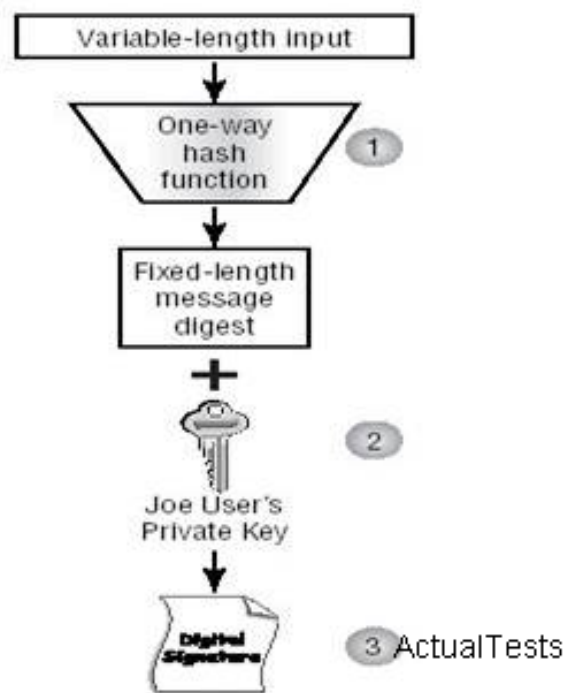 Variable-length input
One-way
hash
function
1
Fixed-length
message
digest
+
2
Joe User's
Private Key
Digital
Signature
3 ActualTests